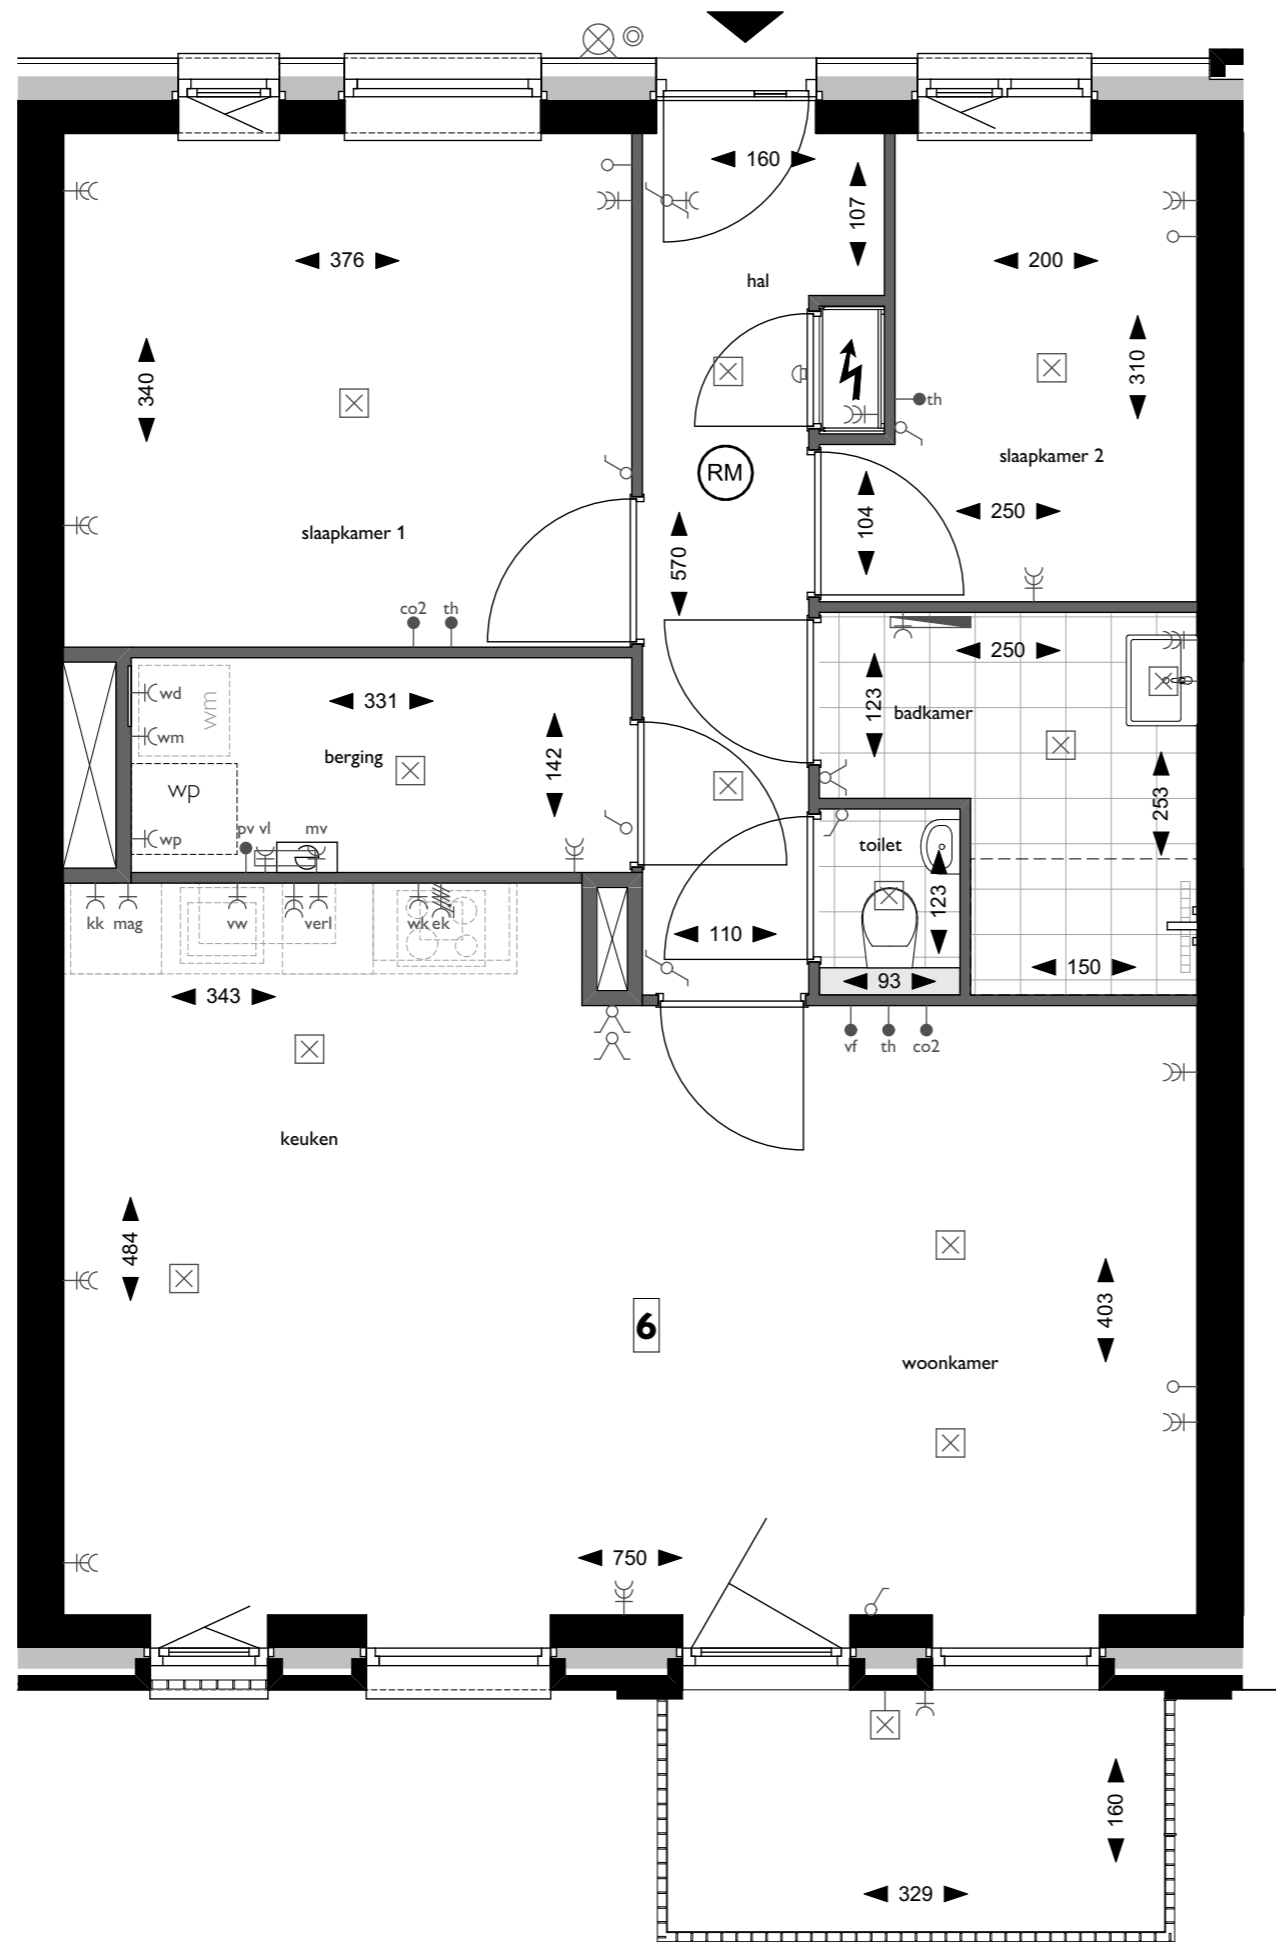 160
107
376
200
hal
340
310
th
slaapkamer 2
RM
250
104
slaapkamer 1
570
co2 th
250
wd
wm
331
123
badkamer
wm
142
berging
wp
253
pv vl
mv
wp
toilet
123
kk mag
vw
verl
wk ek
110
93
150
343
vf
th
co2
keuken
484
403
6
woonkamer
750
160
329